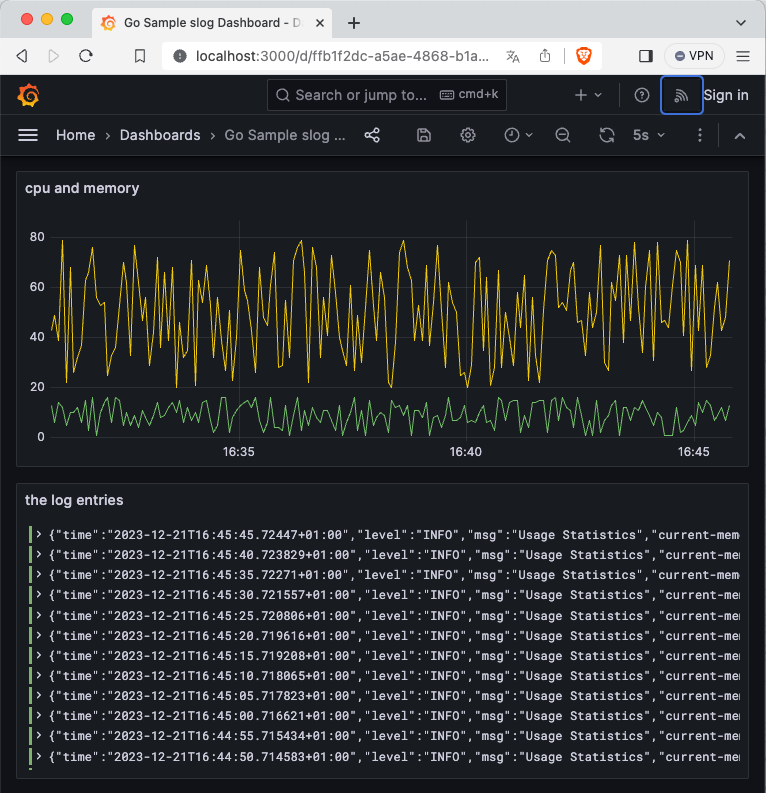 Go Sample slog Dashboard - D
localhost:3000/d/ffb1f2dc-a5ae-4868-b1a...
VPN
Search or jump to...
cmd+k
Sign in
Home
Dashboards
Go Sample slog ...
5s
cpu and memory
80
60
40
20
0
16:35
16:40
16:45
the log entries
{"time":"2023-12-21T16:45:45.72447+01:00","level":"INFO","msg":"Usage Statistics","current-memo
{"time":"2023-12-21T16:45:40.723829+01:00","level":"INFO","msg":"Usage Statistics","current-mem
{"time":"2023-12-21T16:45:35.72271+01:00","level":"INFO","msg":"Usage Statistics","current-memo
{"time":"2023-12-21T16:45:30.721557+01:00","level":"INFO","msg":"Usage Statistics","current-mem
{"time":"2023-12-21T16:45:25.720806+01:00","level":"INFO","msg":"Usage Statistics","current-mem
{"time":"2023-12-21T16:45:20.719616+01:00","level":"INFO","msg":"Usage Statistics","current-mem
{"time":"2023-12-21T16:45:15.719208+01:00","level":"INFO","msg":"Usage Statistics","current-mem
{"time":"2023-12-21T16:45:10.718065+01:00","level":"INFO","msg":"Usage Statistics","current-mem
{"time":"2023-12-21T16:45:05.717823+01:00","level":"INFO","msg":"Usage Statistics","current-mem
{"time":"2023-12-21T16:45:00.716621+01:00","level":"INFO","msg":"Usage Statistics","current-mem
{"time":"2023-12-21T16:44:55.715434+01:00","level":"INFO","msg":"Usage Statistics","current-mem
{"time":"2023-12-21T16:44:50.714583+01:00","level":"INFO","msg":"Usage Statistics","current-mem